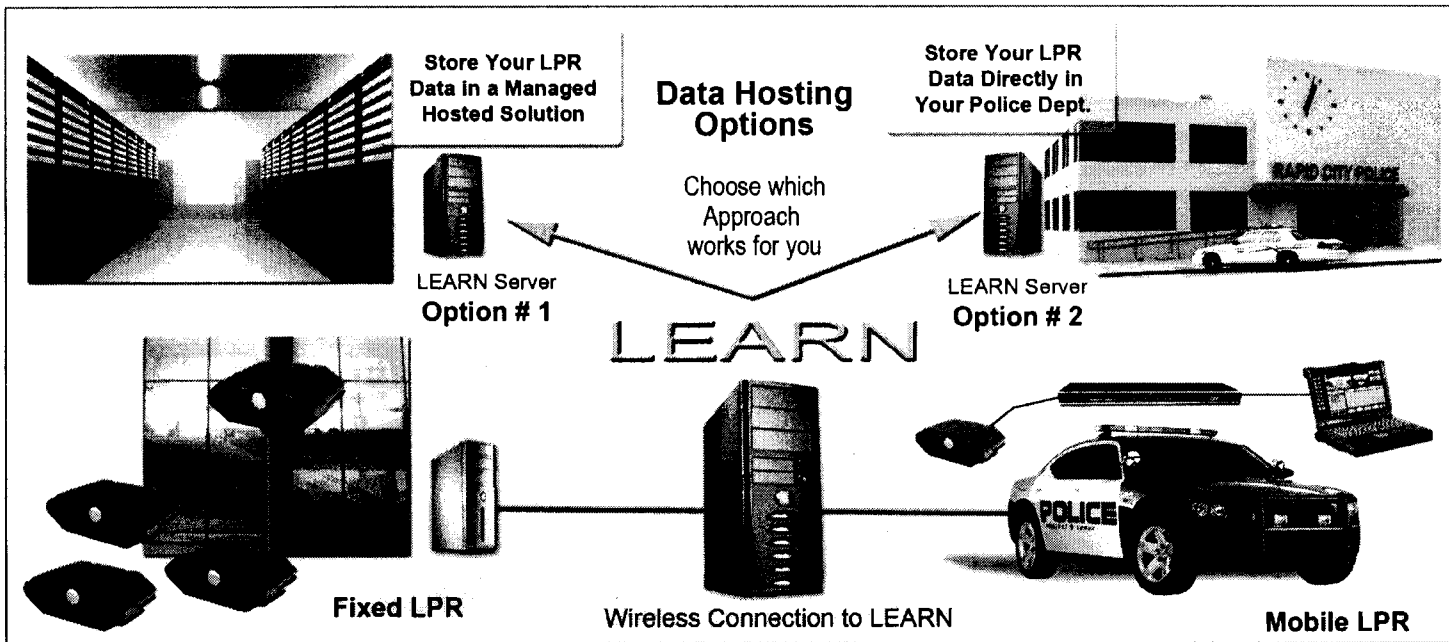 Store Your LPR
Data in a Managed
Hosted Solution
Data Hosting
Options
Choose which
Approach
works for you
Store Your LPR
Data Directly in
Your Police Dept.
RAPID CITY POLICE
LEARN Server
Option # 1
LEARN Server
Option # 2
LEARN
POLICE
Fixed LPR
Wireless Connection to LEARN
Mobile LPR